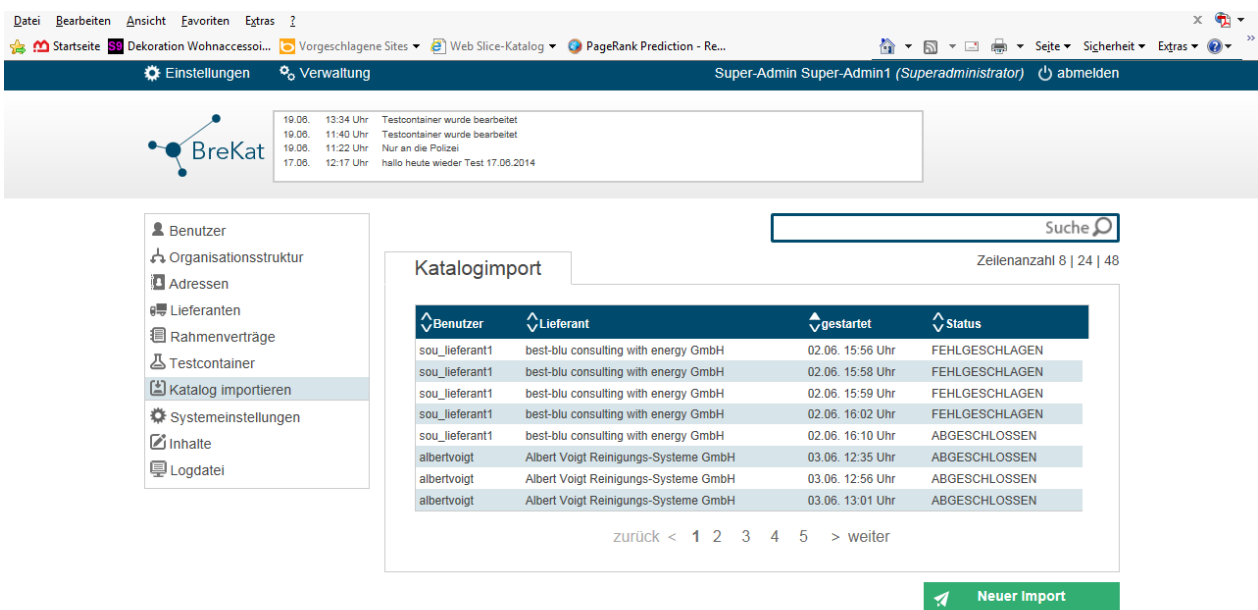 Datei Bearbeiten Ansicht Favoriten Extras ?
x
Startseite S9 Dekoration Wohnaccessoi... Vorgeschlagene Sites Web Slice-Katalog PageRank Prediction - Re... Seite Sicherheit Extras »
Einstellungen Verwaltung Super-Admin Super-Admin1 (Superadministrator) abmelden
BreKat
19.06. 13:34 Uhr Testcontainer wurde bearbeitet
19.06. 11:40 Uhr Testcontainer wurde bearbeitet
19.06. 11:22 Uhr Nur an die Polizei
17.06. 12:17 Uhr hallo heute wieder Test 17.06.2014
Benutzer
Organisationsstruktur
Adressen
Lieferanten
Rahmenverträge
Testcontainer
Katalog importieren
Systemeinstellungen
Inhalte
Logdatei
Suche
Zeilenanzahl 8 | 24 | 48
Katalogimport
Benutzer Lieferant gestartet Status
sou_lieferant1 best-blu consulting with energy GmbH 02.06. 15:56 Uhr FEHLGESCHLAGEN
sou_lieferant1 best-blu consulting with energy GmbH 02.06. 15:58 Uhr FEHLGESCHLAGEN
sou_lieferant1 best-blu consulting with energy GmbH 02.06. 15:59 Uhr FEHLGESCHLAGEN
sou_lieferant1 best-blu consulting with energy GmbH 02.06. 16:02 Uhr FEHLGESCHLAGEN
sou_lieferant1 best-blu consulting with energy GmbH 02.06. 16:10 Uhr ABGESCHLOSSEN
albertvoigt Albert Voigt Reinigungs-Systeme GmbH 03.06. 12:35 Uhr ABGESCHLOSSEN
albertvoigt Albert Voigt Reinigungs-Systeme GmbH 03.06. 12:56 Uhr ABGESCHLOSSEN
albertvoigt Albert Voigt Reinigungs-Systeme GmbH 03.06. 13:01 Uhr ABGESCHLOSSEN
zurück < 1 2 3 4 5 > weiter
Neuer Import